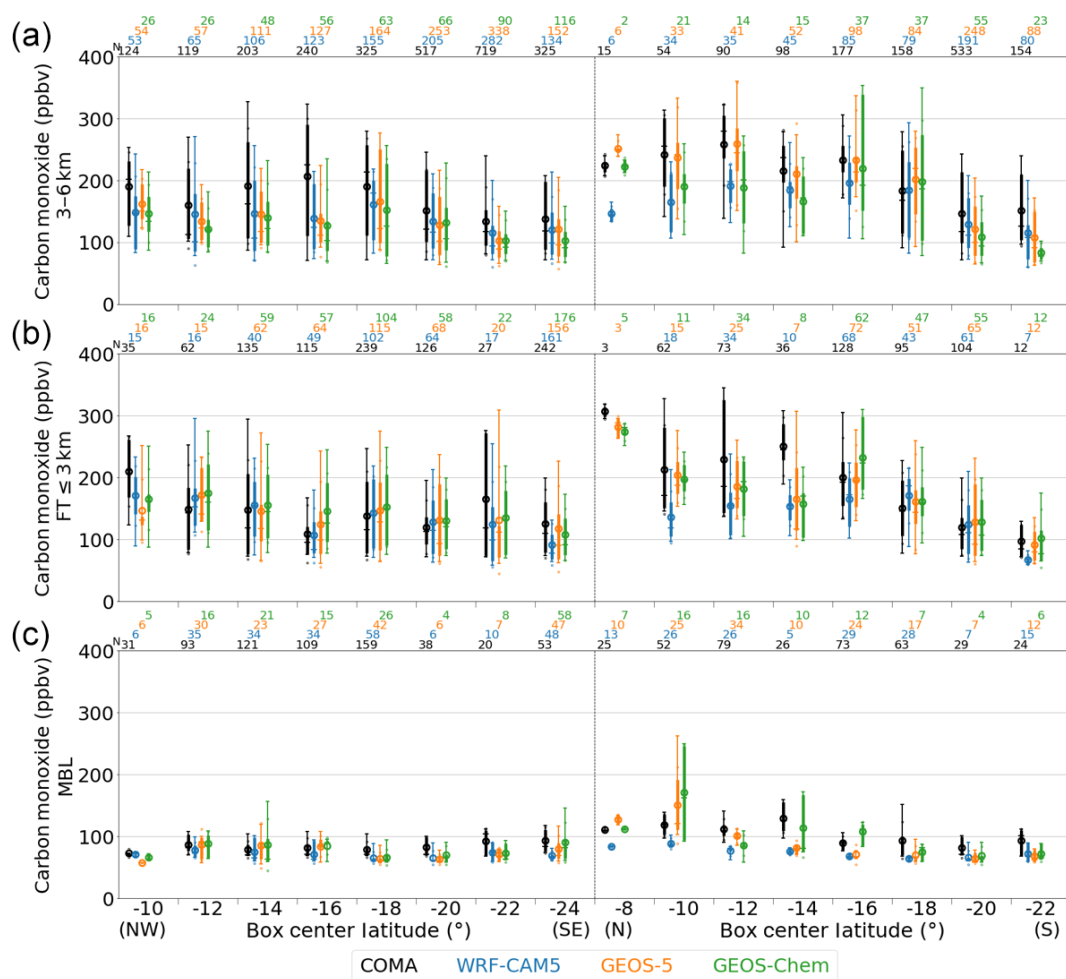 26 26 48 56 63 66 90 116 2 21 14 15 37 37 55 23
(a) 54 57 111 127 164 253 338 152 6 33 41 52 98 84 248 88
53 65 106 123 155 205 282 134 6 34 35 45 85 79 191 80
N 124 119 203 240 325 517 719 325 15 54 90 98 177 158 533 154
Carbon monoxide (ppbv)
3–6 km
400
300
200
100
0
16 24 59 57 104 58 22 176 5 11 34 8 62 47 55 12
(b) 16 15 62 64 115 68 20 156 3 15 25 7 72 51 65 12
15 16 40 49 102 64 17 161 18 34 10 68 43 61 7
N 35 62 135 115 239 126 27 242 3 62 73 36 128 95 104 12
Carbon monoxide (ppbv)
FT ≤ 3 km
400
300
200
100
0
5 16 21 15 26 4 8 58 7 16 16 10 12 7 4 6
(c) 6 30 23 27 42 6 7 47 10 25 34 10 24 17 7 12
6 35 34 34 58 6 10 48 13 26 26 5 29 28 7 15
N 31 93 121 109 159 38 20 53 25 52 79 26 73 63 29 24
Carbon monoxide (ppbv)
MBL
400
300
200
100
0
-10 -12 -14 -16 -18 -20 -22 -24 -8 -10 -12 -14 -16 -18 -20 -22
(NW) Box center latitude (°) (SE) (N) Box center latitude (°) (S)
COMA WRF-CAM5 GEOS-5 GEOS-Chem